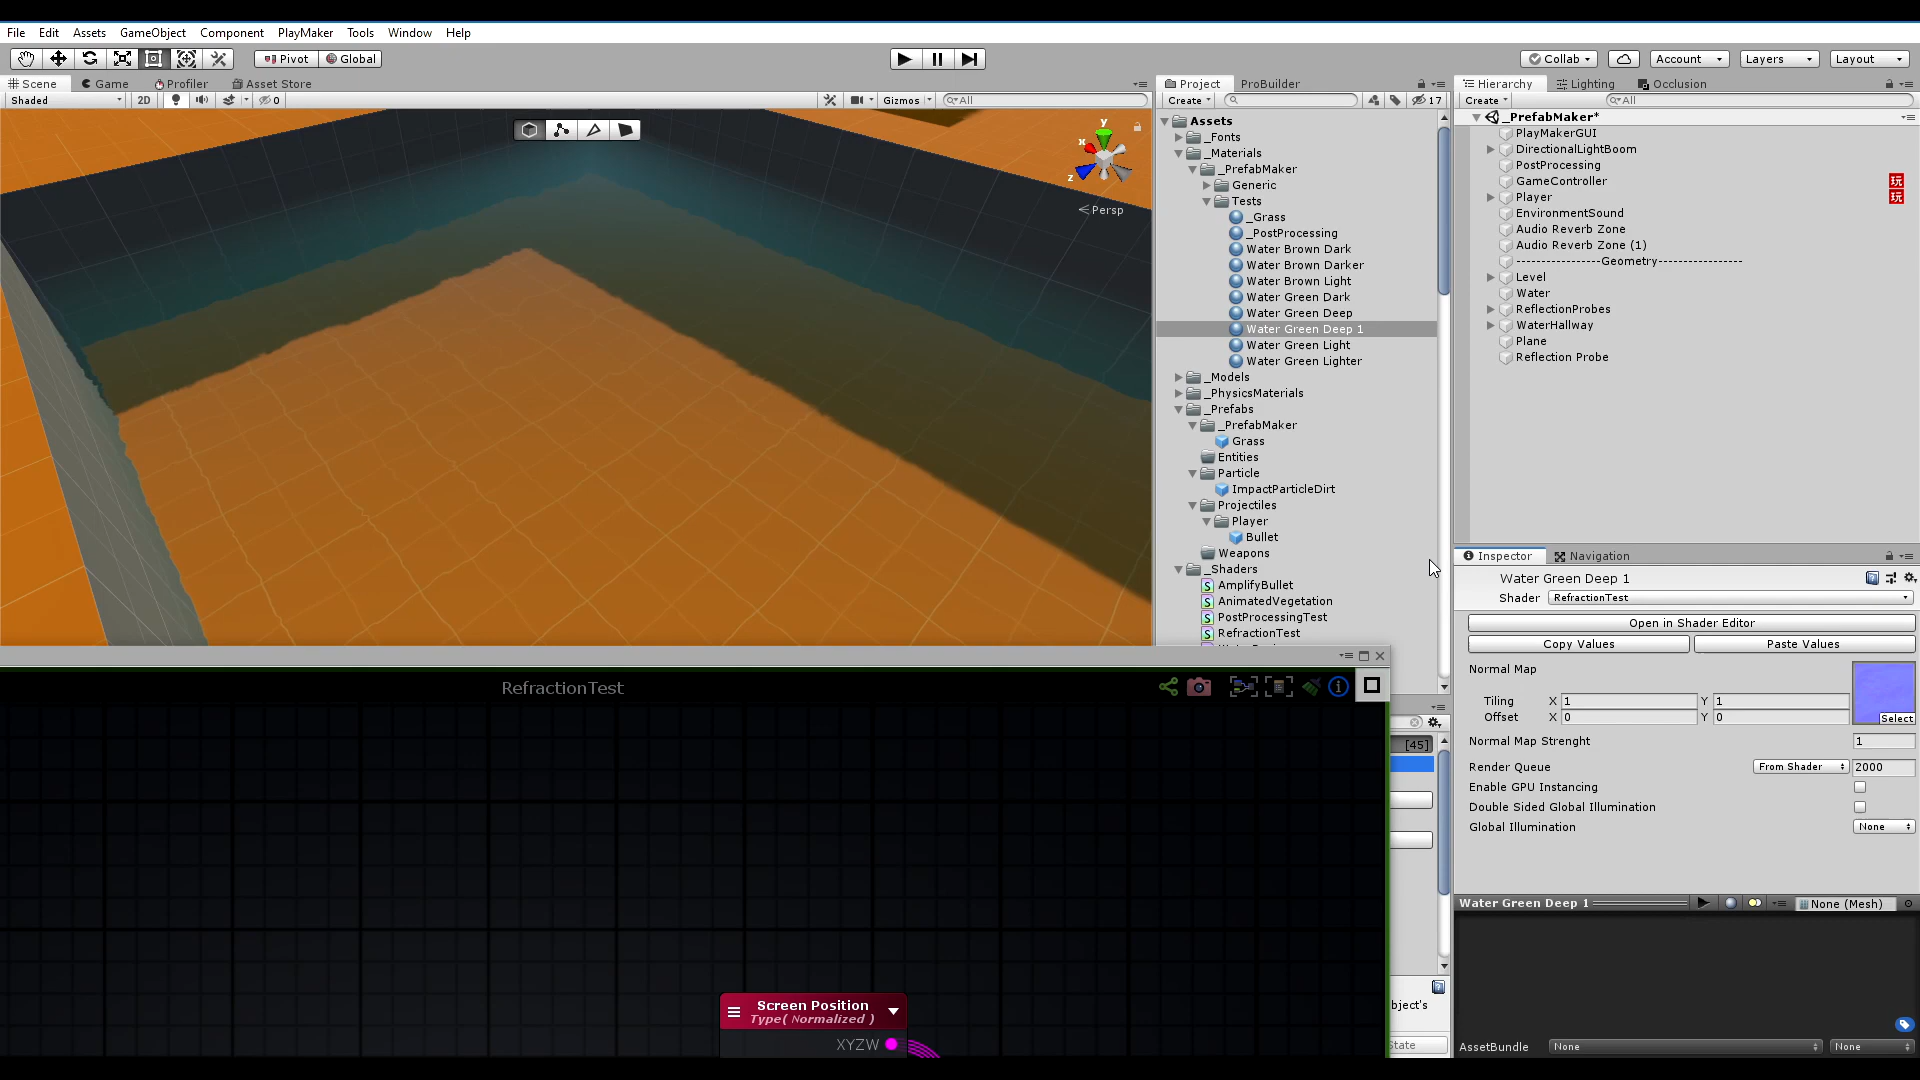 File Edit Assets GameObject Component PlayMaker Tools Window Help
Pivot Global Collab Account Layers Layout
Scene Game Profiler Asset Store
Shaded 2D 0 Gizmos All
y
x
z
Persp
Project ProBuilder
Create 17
Assets
_Fonts
_Materials
_PrefabMaker
Generic
Tests
_Grass
_PostProcessing
Water Brown Dark
Water Brown Darker
Water Brown Light
Water Green Dark
Water Green Deep
Water Green Deep 1
Water Green Light
Water Green Lighter
_Models
_PhysicsMaterials
_Prefabs
_PrefabMaker
Grass
Entities
Particle
ImpactParticleDirt
Projectiles
Player
Bullet
Weapons
_Shaders
AmplifyBullet
AnimatedVegetation
PostProcessingTest
RefractionTest
Hierarchy Lighting Occlusion
Create All
_PrefabMaker*
PlayMakerGUI
DirectionalLightBoom
PostProcessing
GameController 玩
Player 玩
EnvironmentSound
Audio Reverb Zone
Audio Reverb Zone (1)
-----------------Geometry-----------------
Level
Water
ReflectionProbes
WaterHallway
Plane
Reflection Probe
Inspector Navigation
Water Green Deep 1
Shader RefractionTest
Open in Shader Editor
Copy Values Paste Values
Normal Map
Tiling X 1 Y 1
Offset X 0 Y 0
Select
Normal Map Strenght 1
Render Queue From Shader 2000
Enable GPU Instancing
Double Sided Global Illumination
Global Illumination None
Water Green Deep 1 None (Mesh)
AssetBundle None None
RefractionTest
Screen Position
Type( Normalized )
XYZW
[45]
bject's
State